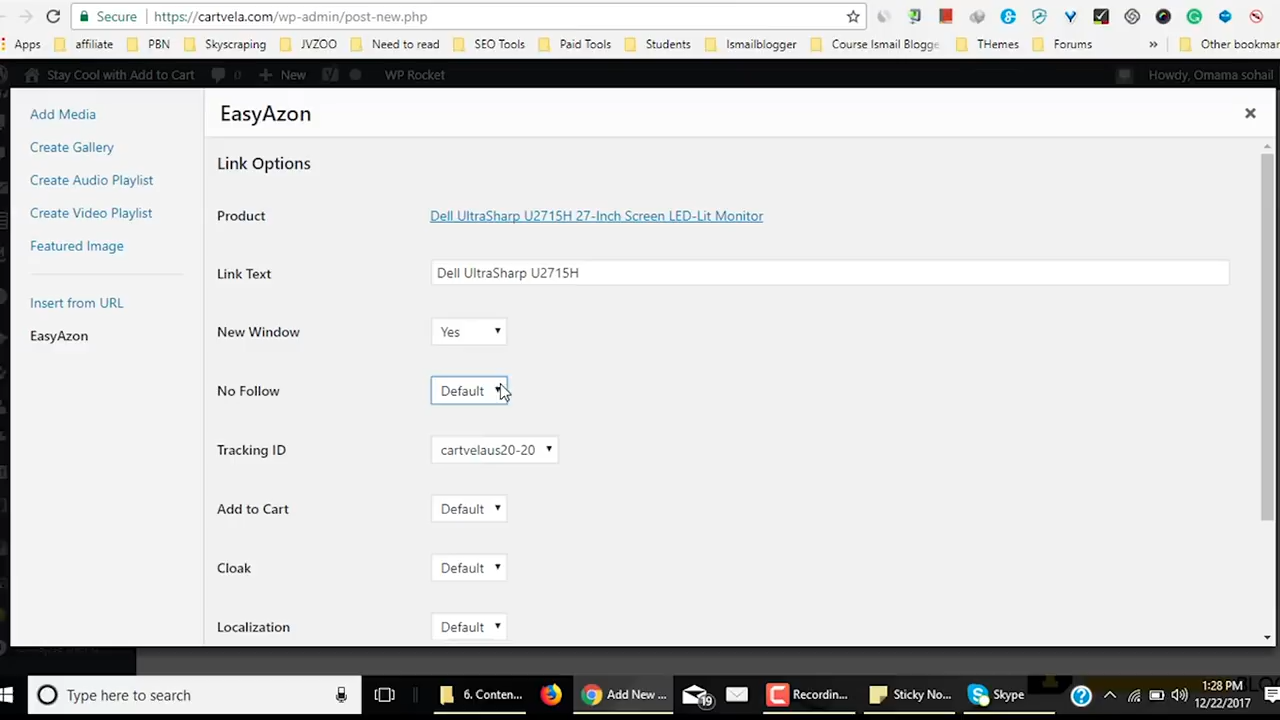 Secure https://cartvela.com/wp-admin/post-new.php
Apps affiliate PBN Skyscraping JVZOO Need to read SEO Tools Paid Tools Students Ismailblogger Course Ismail Blogge THemes Forums » Other bookmar
Stay Cool with Add to Cart 0 New WP Rocket Howdy, Omama sohail
Add Media
Create Gallery
Create Audio Playlist
Create Video Playlist
Featured Image
Insert from URL
EasyAzon
EasyAzon
Link Options
Product Dell UltraSharp U2715H 27-Inch Screen LED-Lit Monitor
Link Text Dell UltraSharp U2715H
New Window Yes
No Follow Default
Tracking ID cartvelaus20-20
Add to Cart Default
Cloak Default
Localization Default
Type here to search 6. Conten... Add New ... 19 Recordin... Sticky No... Skype 1:28 PM
12/22/2017